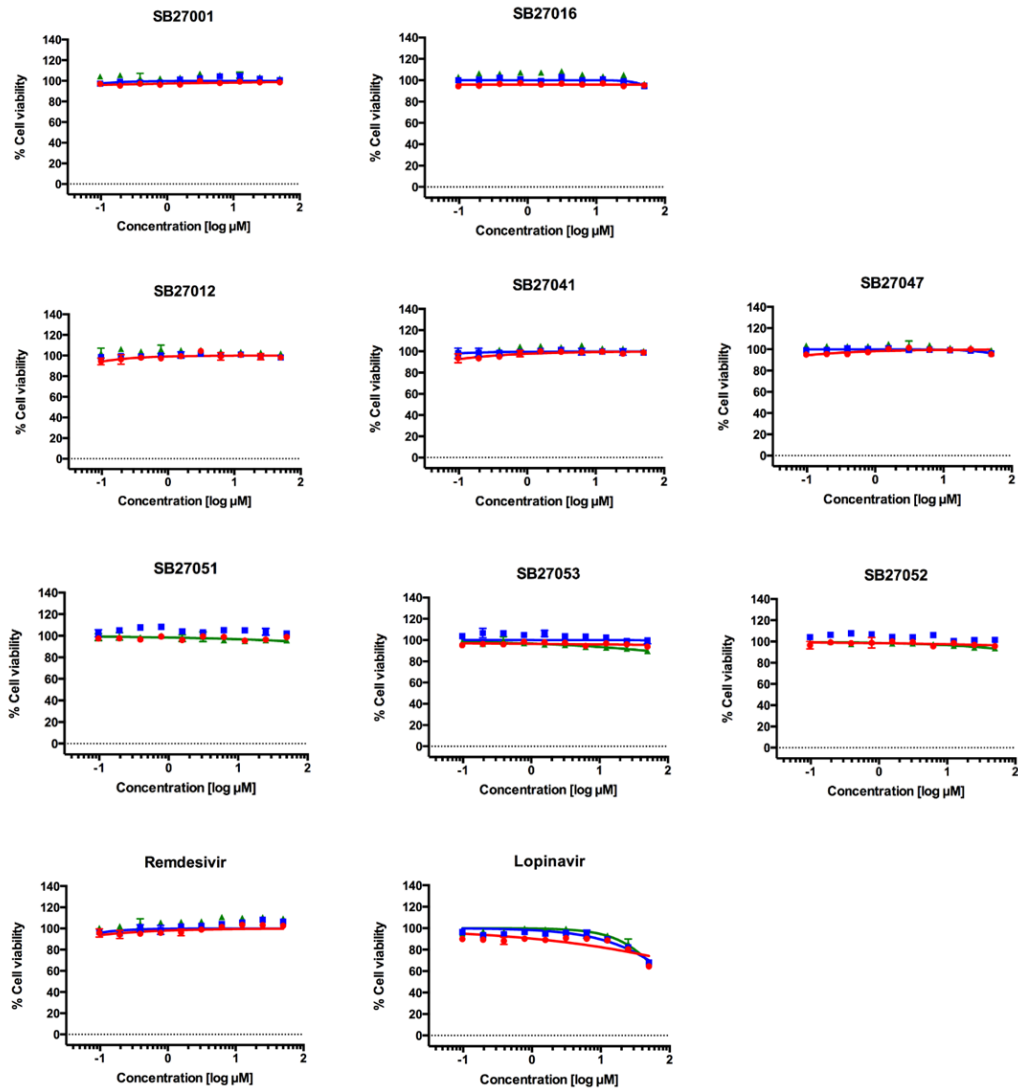 SB27001
140
120
100
80
60
40
20
0
% Cell viability
-1 0 1 2
Concentration [log µM]
SB27016
140
120
100
80
60
40
20
0
% Cell viability
-1 0 1 2
Concentration [log µM]
SB27012
140
120
100
80
60
40
20
0
% Cell viability
-1 0 1 2
Concentration [log µM]
SB27041
140
120
100
80
60
40
20
0
% Cell viability
-1 0 1 2
Concentration [log µM]
SB27047
140
120
100
80
60
40
20
0
% Cell viability
-1 0 1 2
Concentration [log µM]
SB27051
140
120
100
80
60
40
20
0
% Cell viability
-1 0 1 2
Concentration [log µM]
SB27053
140
120
100
80
60
40
20
0
% Cell viability
-1 0 1 2
Concentration [log µM]
SB27052
140
120
100
80
60
40
20
0
% Cell viability
-1 0 1 2
Concentration [log µM]
Remdesivir
140
120
100
80
60
40
20
0
% Cell viability
-1 0 1 2
Concentration [log µM]
Lopinavir
140
120
100
80
60
40
20
0
% Cell viability
-1 0 1 2
Concentration [log µM]